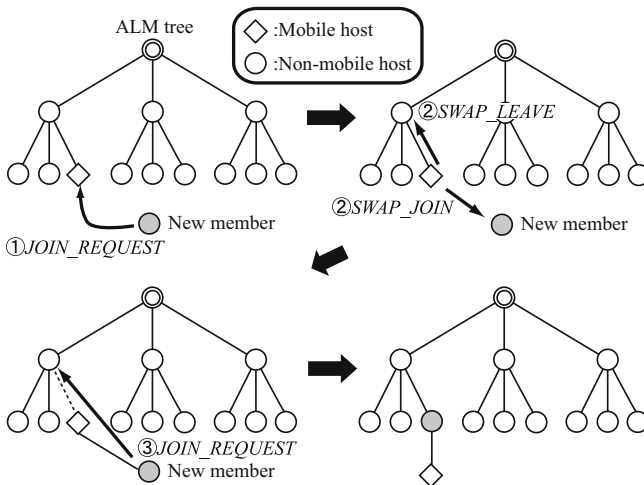 ALM tree
:Mobile host
:Non-mobile host
②SWAP_LEAVE
New member
①JOIN_REQUEST
②SWAP_JOIN
New member
③JOIN_REQUEST
New member